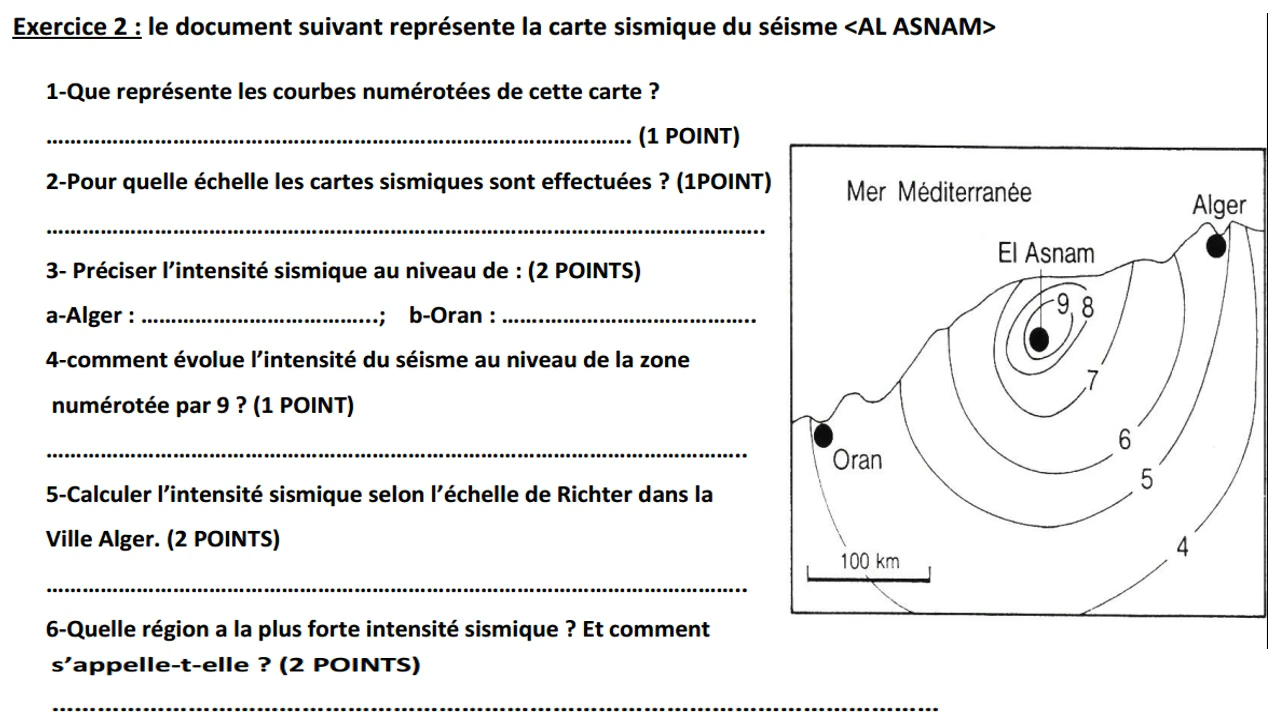 Exercice 2 : le document suivant représente la carte sismique du séisme <AL ASNAM>
1-Que représente les courbes numérotées de cette carte ?
……………………………………………………………………………………. (1 POINT)
2-Pour quelle échelle les cartes sismiques sont effectuées ? (1POINT)
………………………………………………………………………………………………………..
3- Préciser l’intensité sismique au niveau de : (2 POINTS)
a-Alger : …………………………………; b-Oran : ……………………………………..
4-comment évolue l’intensité du séisme au niveau de la zone
numérotée par 9 ? (1 POINT)
……………………………………………………………………………………………………..
5-Calculer l’intensité sismique selon l’échelle de Richter dans la
Ville Alger. (2 POINTS)
……………………………………………………………………………………………………..
6-Quelle région a la plus forte intensité sismique ? Et comment
s’appelle-t-elle ? (2 POINTS)
………………………………………………………………………………………………………
Mer Méditerranée
Alger
El Asnam
9 8
7
6
Oran
5
4
100 km